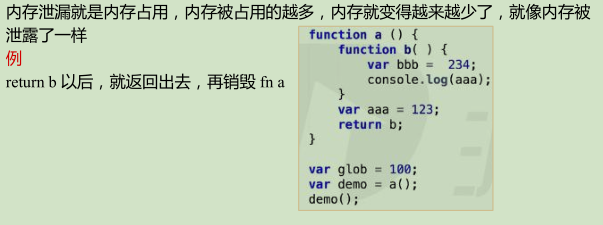 内存泄漏就是内存占用，内存被占用的越多，内存就变得越来越少了，就像内存被
泄露了一样
例
return b 以后，就返回出去，再销毁 fn a
function a () {
    function b( ) {
        var bbb =  234;
        console.log(aaa);
    }
    var aaa = 123;
    return b;
}

var glob = 100;
var demo = a();
demo();